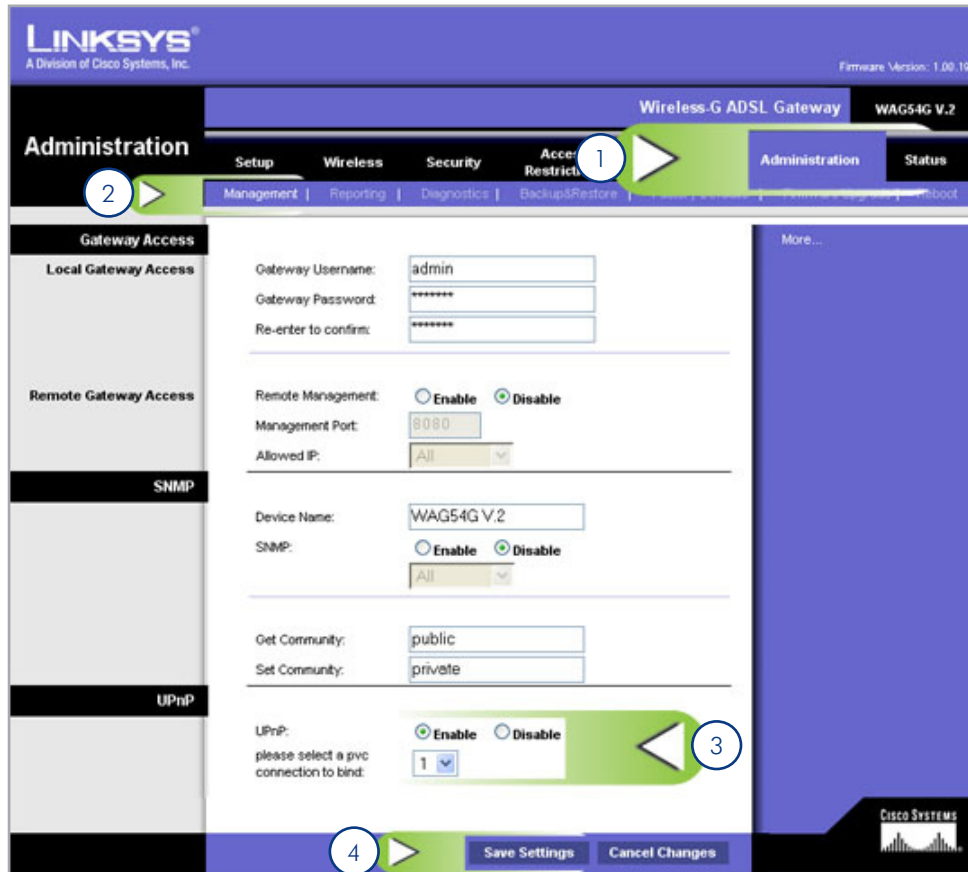 LINKSYS®
A Division of Cisco Systems, Inc.
Firmware Version: 1.00.19
Wireless-G ADSL Gateway WAG54G V.2
Administration
Setup Wireless Security Administration Status
1
2
Management | Reporting | Diagnostics | Backup&Restore | | | Reboot
Gateway Access
More...
Local Gateway Access
Gateway Username: admin
Gateway Password: *******
Re-enter to confirm: *******
Remote Gateway Access
Remote Management: Enable Disable
Management Port: 8080
Allowed IP: All
SNMP
Device Name: WAG54G V.2
SNMP: Enable Disable
All
Get Community: public
Set Community: private
UPnP
UPnP: Enable Disable
3
please select a pvc
connection to bind: 1
CISCO SYSTEMS
4
Save Settings Cancel Changes